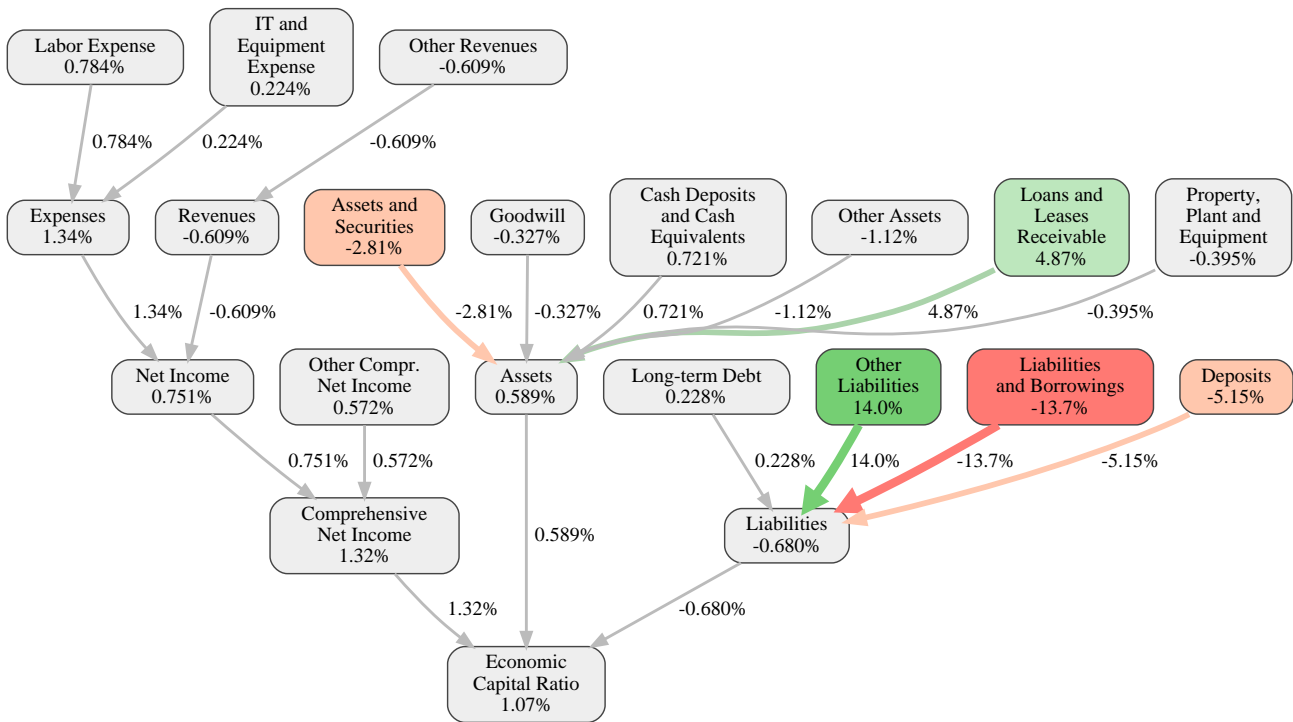 Labor Expense
0.784%
IT and
Equipment
Expense
0.224%
Other Revenues
-0.609%
0.784%
0.224%
-0.609%
Expenses
1.34%
Revenues
-0.609%
Assets and
Securities
-2.81%
Goodwill
-0.327%
Cash Deposits
and Cash
Equivalents
0.721%
Other Assets
-1.12%
Loans and
Leases
Receivable
4.87%
Property,
Plant and
Equipment
-0.395%
1.34%
-0.609%
-2.81%
-0.327%
0.721%
-1.12%
4.87%
-0.395%
Net Income
0.751%
Other Compr.
Net Income
0.572%
Assets
0.589%
Long-term Debt
0.228%
Other
Liabilities
14.0%
Liabilities
and Borrowings
-13.7%
Deposits
-5.15%
0.751%
0.572%
0.228%
14.0%
-13.7%
-5.15%
Comprehensive
Net Income
1.32%
0.589%
Liabilities
-0.680%
1.32%
-0.680%
Economic
Capital Ratio
1.07%